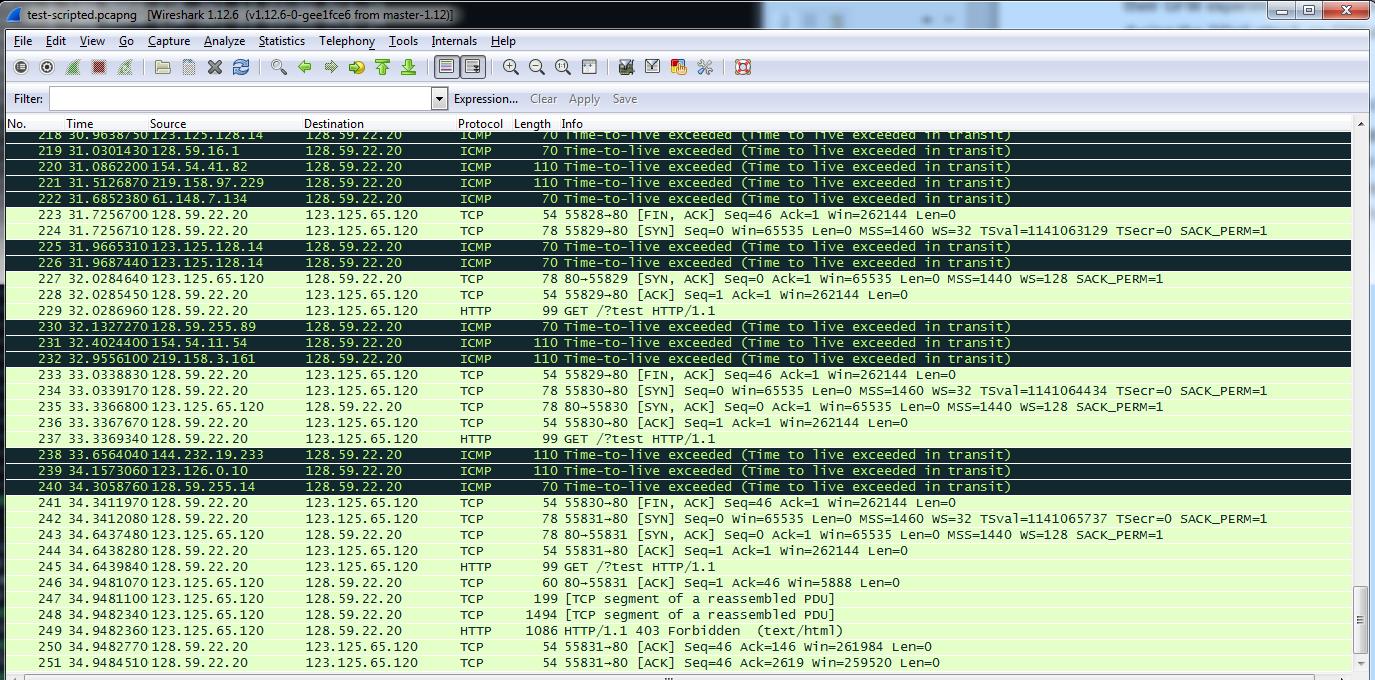 test-scripted.pcapng [Wireshark 1.12.6 (v1.12.6-0-gee1fce6 from master-1.12)]
File Edit View Go Capture Analyze Statistics Telephony Tools Internals Help
Filter: Expression... Clear Apply Save
No. Time Source Destination Protocol Length Info
218 30.9638750 123.125.128.14 128.59.22.20 ICMP 70 Time-to-live exceeded (Time to live exceeded in transit)
219 31.0301430 128.59.16.1 128.59.22.20 ICMP 70 Time-to-live exceeded (Time to live exceeded in transit)
220 31.0862200 154.54.41.82 128.59.22.20 ICMP 110 Time-to-live exceeded (Time to live exceeded in transit)
221 31.5126870 219.158.97.229 128.59.22.20 ICMP 110 Time-to-live exceeded (Time to live exceeded in transit)
222 31.6852380 61.148.7.134 128.59.22.20 ICMP 70 Time-to-live exceeded (Time to live exceeded in transit)
223 31.7256700 128.59.22.20 123.125.65.120 TCP 54 55828→80 [FIN, ACK] Seq=46 Ack=1 Win=262144 Len=0
224 31.7256710 128.59.22.20 123.125.65.120 TCP 78 55829→80 [SYN] Seq=0 Win=65535 Len=0 MSS=1460 WS=32 TSval=1141063129 TSecr=0 SACK_PERM=1
225 31.9665310 123.125.128.14 128.59.22.20 ICMP 70 Time-to-live exceeded (Time to live exceeded in transit)
226 31.9687440 123.125.128.14 128.59.22.20 ICMP 70 Time-to-live exceeded (Time to live exceeded in transit)
227 32.0284640 123.125.65.120 128.59.22.20 TCP 78 80→55829 [SYN, ACK] Seq=0 Ack=1 Win=65535 Len=0 MSS=1440 WS=128 SACK_PERM=1
228 32.0285450 128.59.22.20 123.125.65.120 TCP 54 55829→80 [ACK] Seq=1 Ack=1 Win=262144 Len=0
229 32.0286960 128.59.22.20 123.125.65.120 HTTP 99 GET /?test HTTP/1.1
230 32.1327270 128.59.255.89 128.59.22.20 ICMP 70 Time-to-live exceeded (Time to live exceeded in transit)
231 32.4024400 154.54.11.54 128.59.22.20 ICMP 110 Time-to-live exceeded (Time to live exceeded in transit)
232 32.9556100 219.158.3.161 128.59.22.20 ICMP 110 Time-to-live exceeded (Time to live exceeded in transit)
233 33.0338830 128.59.22.20 123.125.65.120 TCP 54 55829→80 [FIN, ACK] Seq=46 Ack=1 Win=262144 Len=0
234 33.0339170 128.59.22.20 123.125.65.120 TCP 78 55830→80 [SYN] Seq=0 Win=65535 Len=0 MSS=1460 WS=32 TSval=1141064434 TSecr=0 SACK_PERM=1
235 33.3366800 123.125.65.120 128.59.22.20 TCP 78 80→55830 [SYN, ACK] Seq=0 Ack=1 Win=65535 Len=0 MSS=1440 WS=128 SACK_PERM=1
236 33.3367670 128.59.22.20 123.125.65.120 TCP 54 55830→80 [ACK] Seq=1 Ack=1 Win=262144 Len=0
237 33.3369340 128.59.22.20 123.125.65.120 HTTP 99 GET /?test HTTP/1.1
238 33.6564040 144.232.19.233 128.59.22.20 ICMP 110 Time-to-live exceeded (Time to live exceeded in transit)
239 34.1573060 123.126.0.10 128.59.22.20 ICMP 110 Time-to-live exceeded (Time to live exceeded in transit)
240 34.3058760 128.59.255.14 128.59.22.20 ICMP 70 Time-to-live exceeded (Time to live exceeded in transit)
241 34.3411970 128.59.22.20 123.125.65.120 TCP 54 55830→80 [FIN, ACK] Seq=46 Ack=1 Win=262144 Len=0
242 34.3412080 128.59.22.20 123.125.65.120 TCP 78 55831→80 [SYN] Seq=0 Win=65535 Len=0 MSS=1460 WS=32 TSval=1141065737 TSecr=0 SACK_PERM=1
243 34.6437480 123.125.65.120 128.59.22.20 TCP 78 80→55831 [SYN, ACK] Seq=0 Ack=1 Win=65535 Len=0 MSS=1440 WS=128 SACK_PERM=1
244 34.6438280 128.59.22.20 123.125.65.120 TCP 54 55831→80 [ACK] Seq=1 Ack=1 Win=262144 Len=0
245 34.6439840 128.59.22.20 123.125.65.120 HTTP 99 GET /?test HTTP/1.1
246 34.9481070 123.125.65.120 128.59.22.20 TCP 60 80→55831 [ACK] Seq=1 Ack=46 Win=5888 Len=0
247 34.9481100 123.125.65.120 128.59.22.20 TCP 199 [TCP segment of a reassembled PDU]
248 34.9482340 123.125.65.120 128.59.22.20 TCP 1494 [TCP segment of a reassembled PDU]
249 34.9482360 123.125.65.120 128.59.22.20 HTTP 1086 HTTP/1.1 403 Forbidden (text/html)
250 34.9482770 128.59.22.20 123.125.65.120 TCP 54 55831→80 [ACK] Seq=46 Ack=146 Win=261984 Len=0
251 34.9484510 128.59.22.20 123.125.65.120 TCP 54 55831→80 [ACK] Seq=46 Ack=2619 Win=259520 Len=0